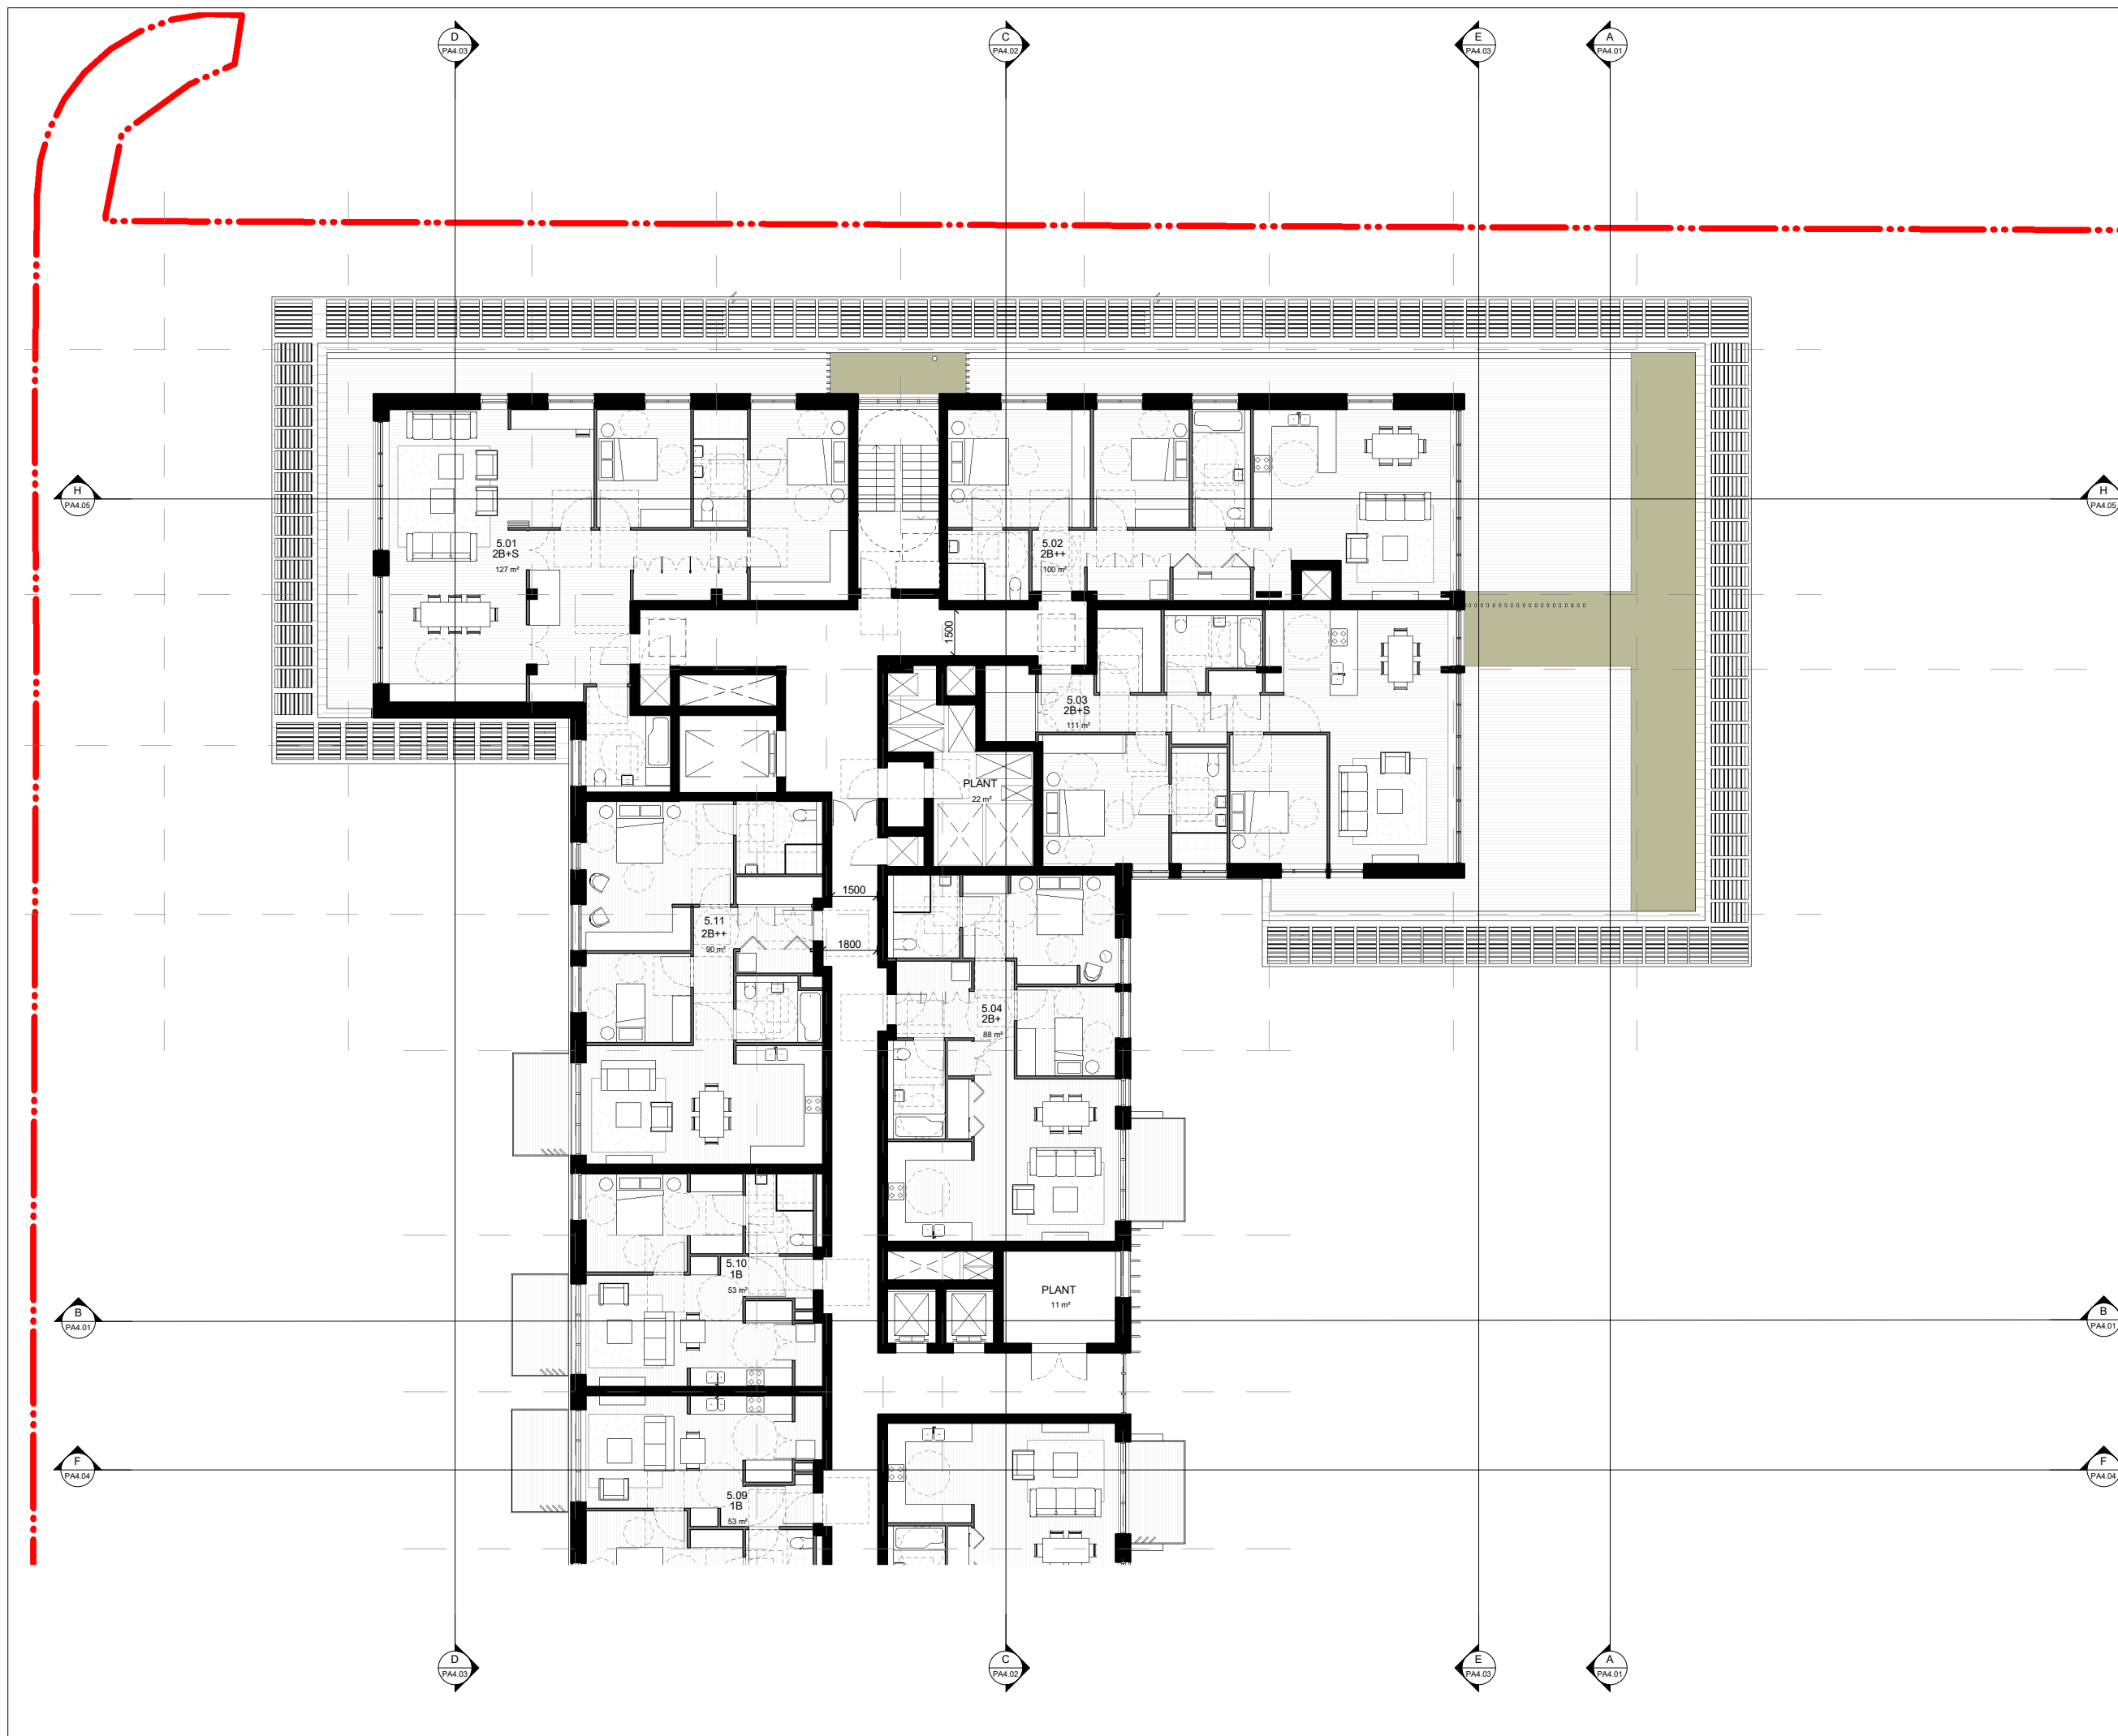 D
PA4.03
C
PA4.02
E
PA4.03
A
PA4.01
H
PA4.05
H
PA4.05
5.01
2B+S
127 m²
5.02
2B++
100 m²
1500
5.03
2B+S
111 m²
PLANT
22 m²
1500
5.11
2B++
90 m²
1800
5.04
2B+
88 m²
5.10
1B
53 m²
PLANT
11 m²
B
PA4.01
B
PA4.01
F
PA4.04
F
PA4.04
5.09
1B
53 m²
D
PA4.03
C
PA4.02
E
PA4.03
A
PA4.01